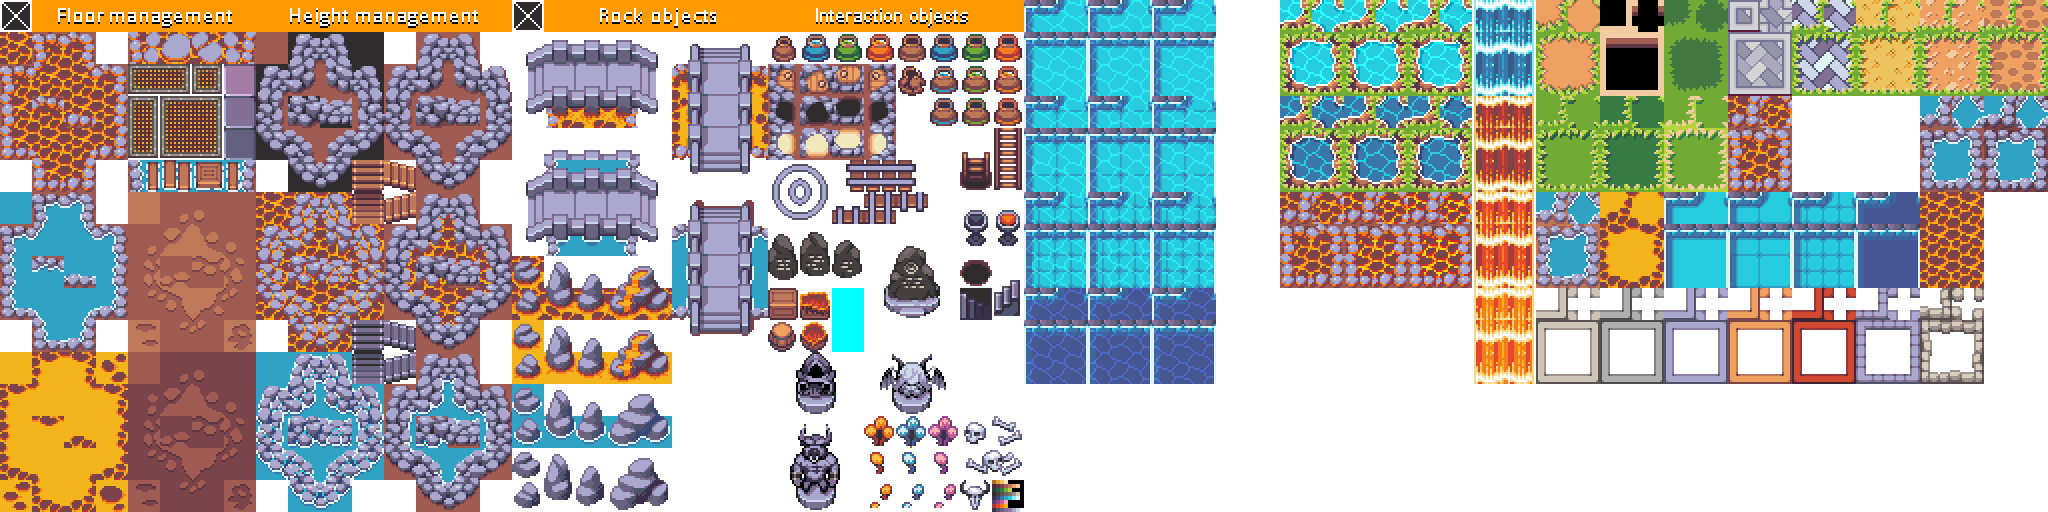 Floor management
Height management
Rock objects
Interaction objects